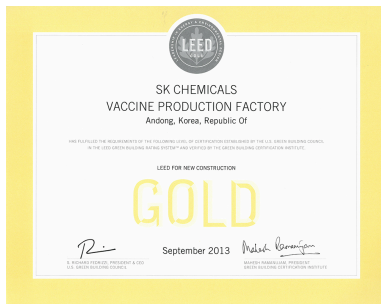 LEED
GOLD
SK CHEMICALS
VACCINE PRODUCTION FACTORY
Andong, Korea, Republic Of
HAS FULFILLED THE REQUIREMENTS OF THE FOLLOWING LEVEL OF CERTIFICATION ESTABLISHED BY THE U.S. GREEN BUILDING COUNCIL
IN THE LEED GREEN BUILDING RATING SYSTEM™ AND VERIFIED BY THE GREEN BUILDING CERTIFICATION INSTITUTE.
LEED FOR NEW CONSTRUCTION
GOLD
September 2013
Mahesh Ramanujam
S. RICHARD FEDRIZZI, PRESIDENT & CEO
U.S. GREEN BUILDING COUNCIL
MAHESH RAMANUJAM, PRESIDENT
GREEN BUILDING CERTIFICATION INSTITUTE